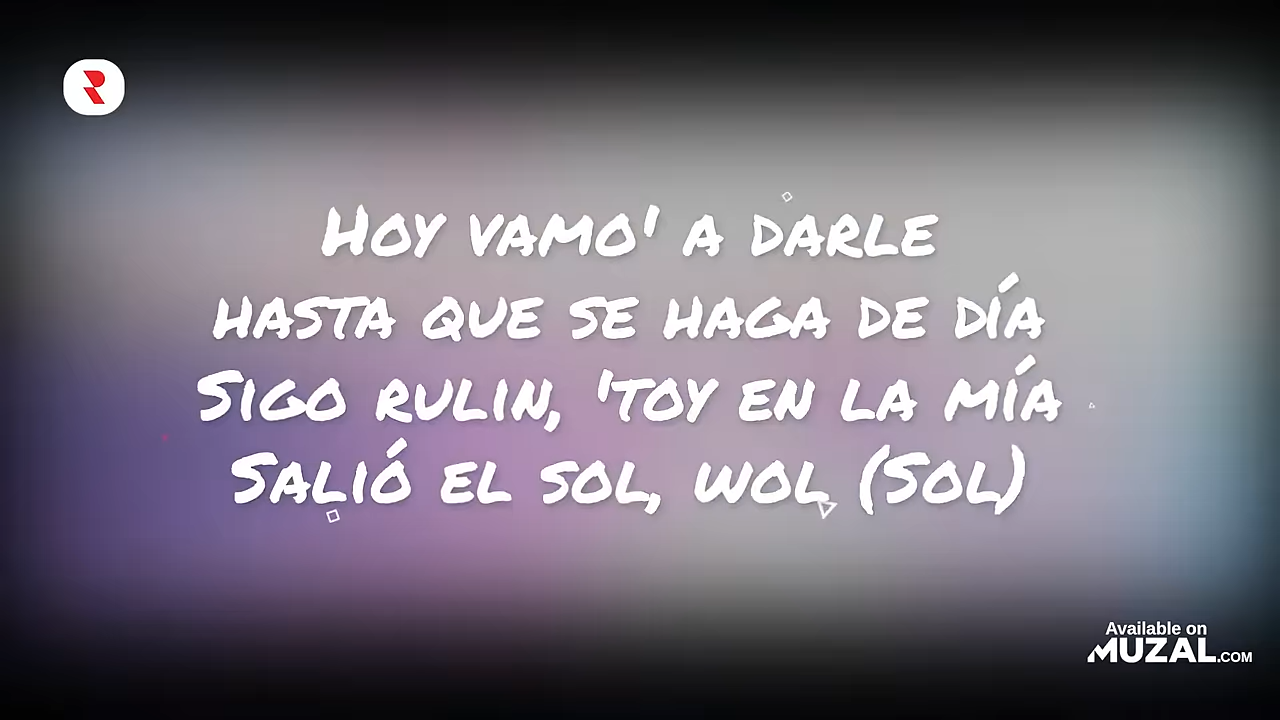 Hoy vamo' a darle
hasta que se haga de día
Sigo rulin, 'toy en la mía
Salió el sol, wol (Sol)
Available on
MUZAL.COM